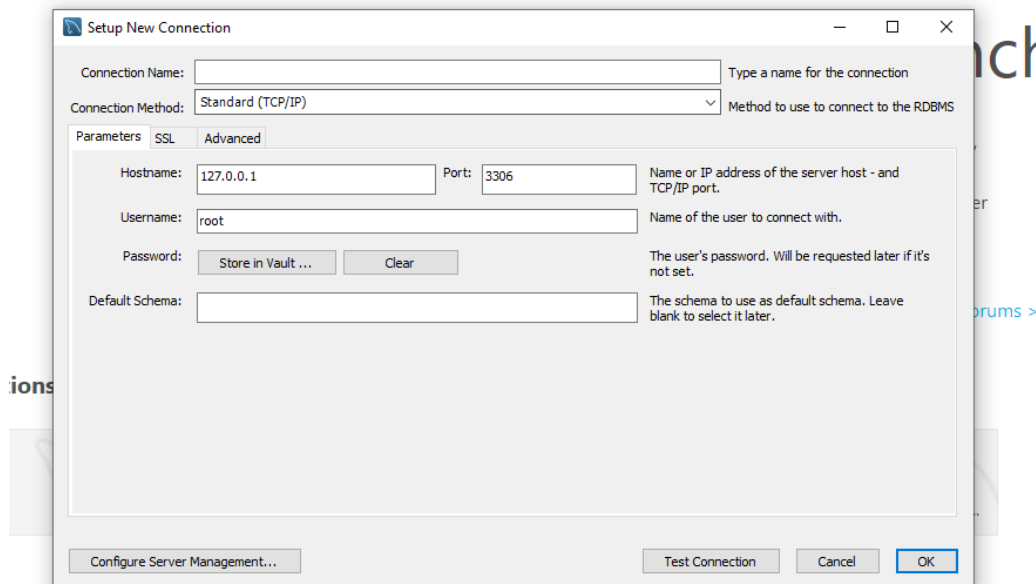 Setup New Connection
nch
Connection Name:
Type a name for the connection
Connection Method: Standard (TCP/IP)
Method to use to connect to the RDBMS
Parameters SSL Advanced
Hostname: 127.0.0.1 Port: 3306
Name or IP address of the server host - and
TCP/IP port.
er
Username: root
Name of the user to connect with.
Password: Store in Vault ... Clear
The user's password. Will be requested later if it's
not set.
Default Schema:
The schema to use as default schema. Leave
blank to select it later.
orums >
tions
..
Configure Server Management... Test Connection Cancel OK